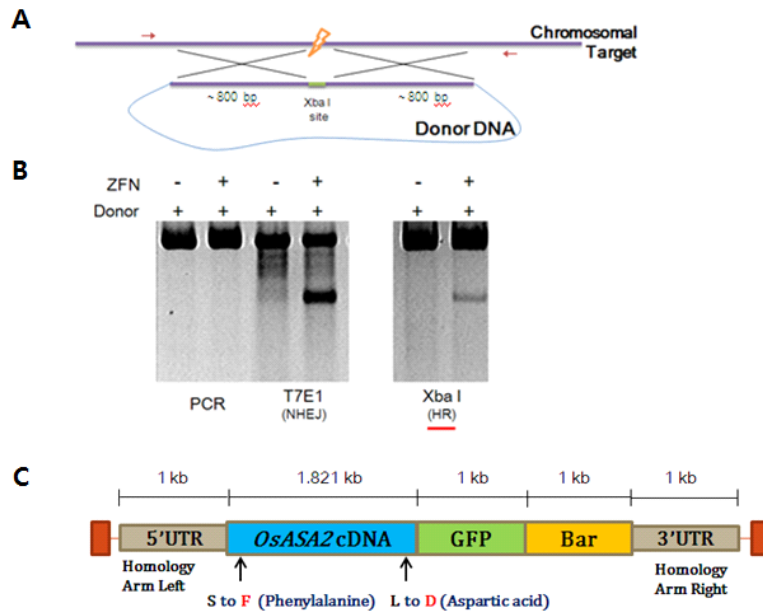 A
Chromosomal
Target
~ 800 bp
Xba I
site
~ 800 bp
Donor DNA
B
ZFN - + - + - +
Donor + + + + + +
PCR
T7E1
(NHEJ)
Xba I
(HR)
C
1 kb 1.821 kb 1 kb 1 kb 1 kb
5'UTR OsASA2 cDNA GFP Bar 3'UTR
Homology
Arm Left
Homology
Arm Right
S to F (Phenylalanine) L to D (Aspartic acid)